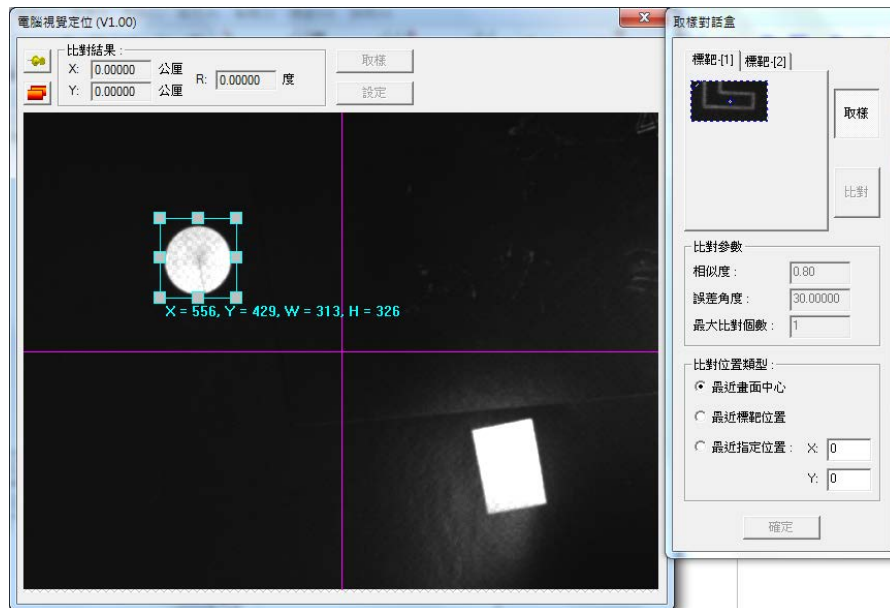 電腦視覺定位 (V1.00)
比對結果 :
X: 0.00000 公厘
Y: 0.00000 公厘
R: 0.00000 度
取樣
設定
X = 556, Y = 429, W = 313, H = 326
取樣對話盒
標靶-[1] 標靶-[2]
取樣
比對
比對參數
相似度 : 0.80
誤差角度 : 30.00000
最大比對個數 : 1
比對位置類型 :
最近畫面中心
最近標靶位置
最近指定位置 : X: 0
Y: 0
確定